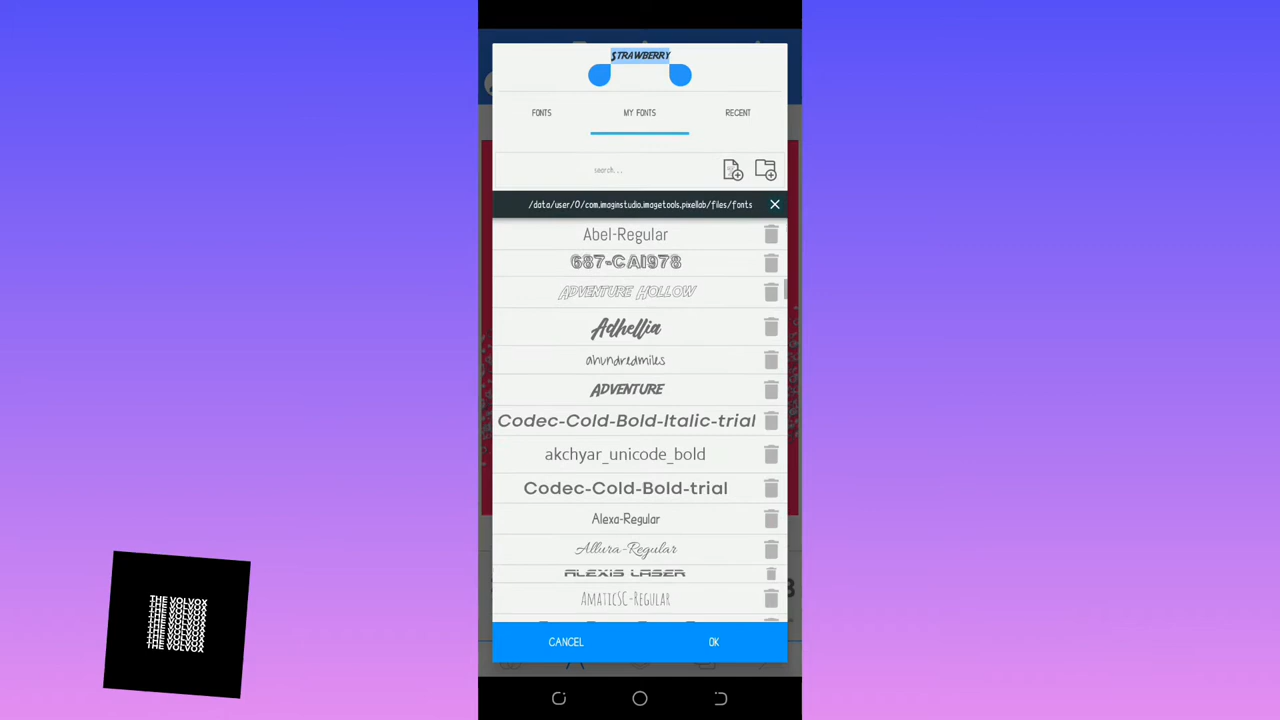 STRAWBERRY
FONTS
MY FONTS
RECENT
search...
/data/user/0/com.imaginstudio.imagetools.pixellab/files/fonts
Abel-Regular
687-CAI978
ADVENTURE HOLLOW
Adhellia
ahundredmiles
ADVENTURE
Codec-Cold-Bold-Italic-trial
akchyar_unicode_bold
Codec-Cold-Bold-trial
Alexa-Regular
Allura-Regular
ALEXIS LASER
AmaticSC-Regular
CANCEL
OK
THE VOLVOX
THE VOLVOX
THE VOLVOX
THE VOLVOX
THE VOLVOX
THE VOLVOX
THE VOLVOX